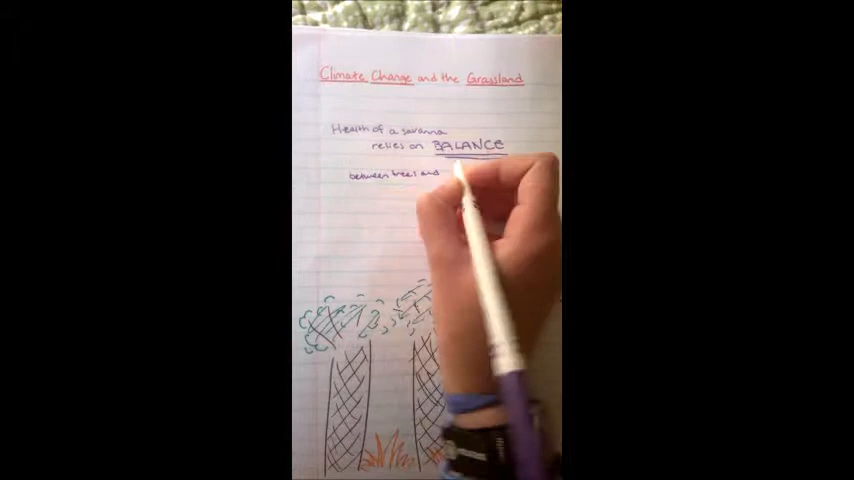 Climate Change and the Grassland
Health of a savanna
relies on BALANCE
between trees and